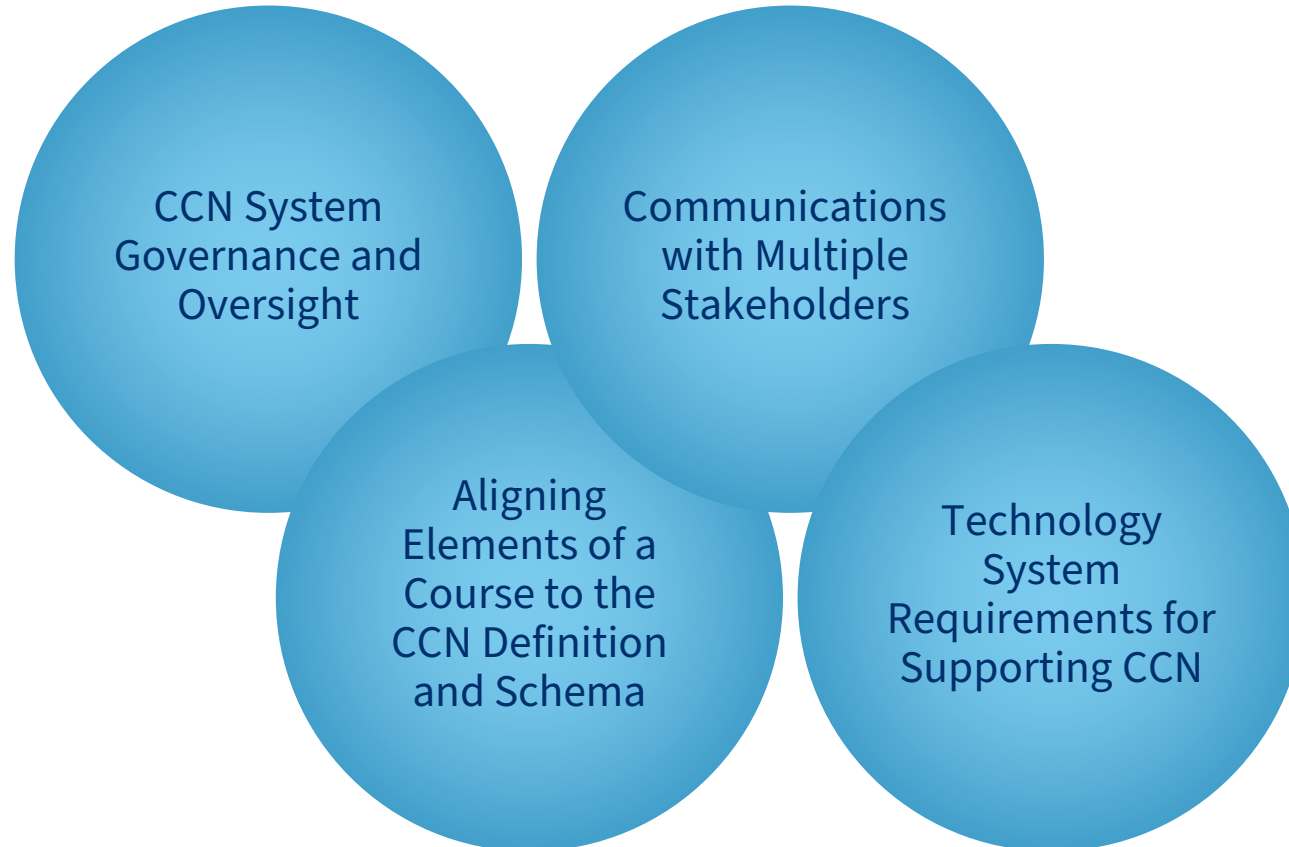 CCN System
Governance and
Oversight
Communications
with Multiple
Stakeholders
Aligning
Elements of a
Course to the
CCN Definition
and Schema
Technology
System
Requirements for
Supporting CCN